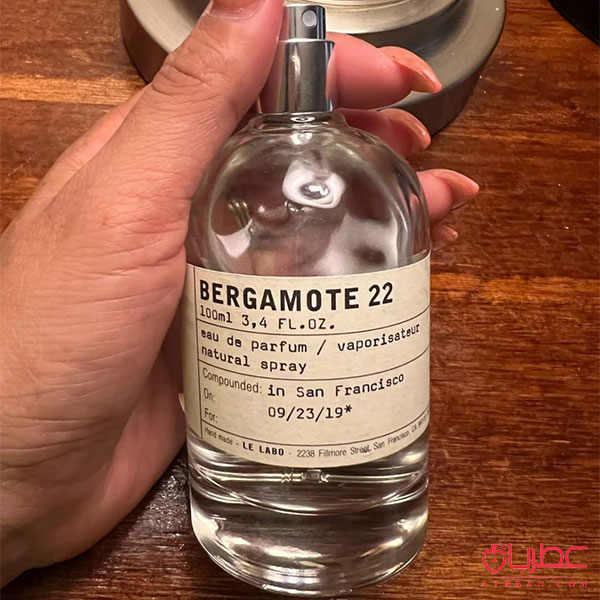 BERGAMOTE 22
100ml 3,4 FL.OZ.
eau de parfum / vaporisateur
natural spray
Compounded: in San Francisco
On: 09/23/19*
For:
Hand made - LE LABO - 2238 Fillmore Street, San Francisco, CA
عطربان